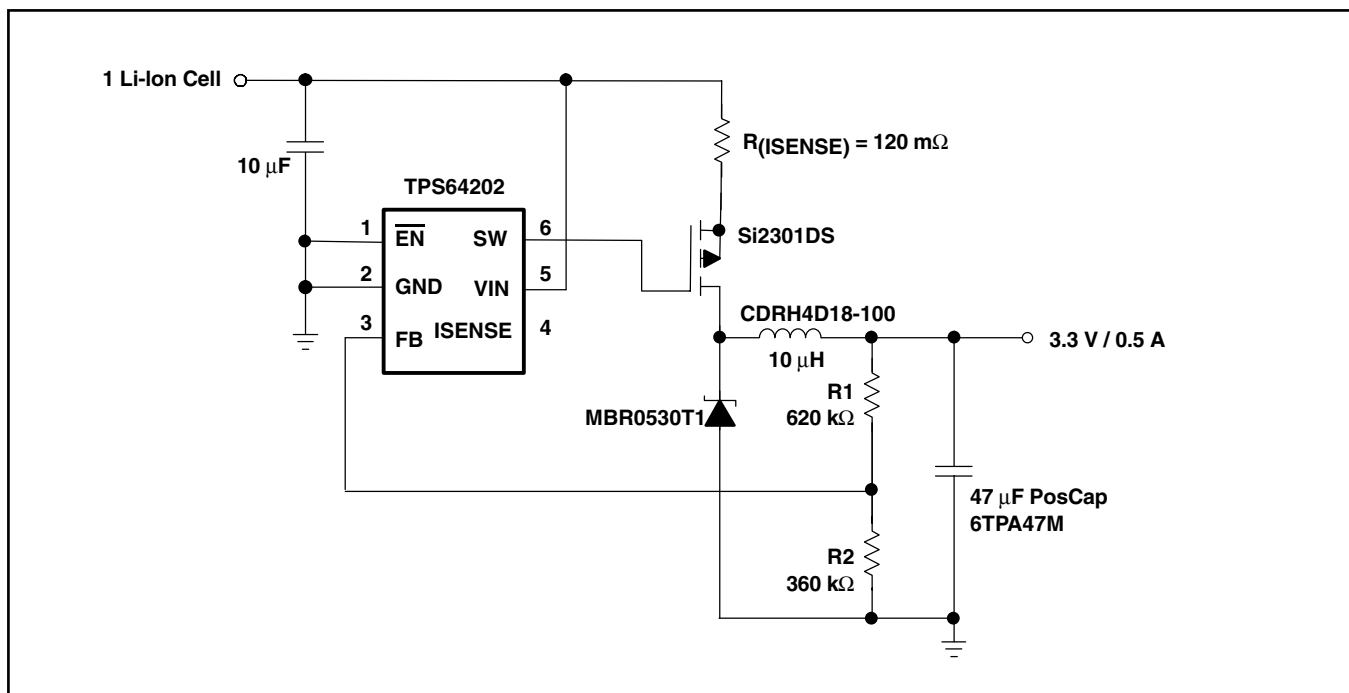 1 Li-Ion Cell
R(ISENSE) = 120 mΩ
10 μF
TPS64202
1
EN
SW
6
Si2301DS
2
GND
VIN
5
3
FB
ISENSE
4
CDRH4D18-100
10 μH
3.3 V / 0.5 A
R1
620 kΩ
MBR0530T1
47 μF PosCap
6TPA47M
R2
360 kΩ